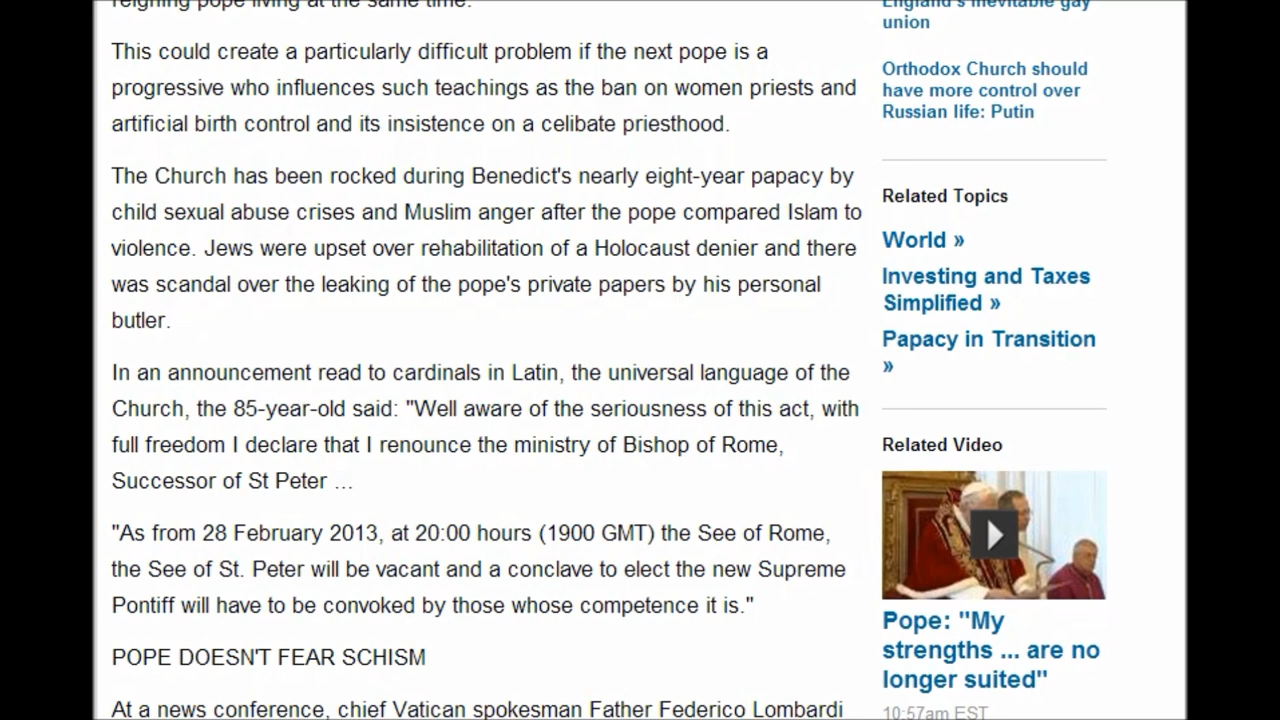 reigning pope living at the same time.
This could create a particularly difficult problem if the next pope is a
progressive who influences such teachings as the ban on women priests and
artificial birth control and its insistence on a celibate priesthood.
The Church has been rocked during Benedict's nearly eight-year papacy by
child sexual abuse crises and Muslim anger after the pope compared Islam to
violence. Jews were upset over rehabilitation of a Holocaust denier and there
was scandal over the leaking of the pope's private papers by his personal
butler.
In an announcement read to cardinals in Latin, the universal language of the
Church, the 85-year-old said: "Well aware of the seriousness of this act, with
full freedom I declare that I renounce the ministry of Bishop of Rome,
Successor of St Peter ...
"As from 28 February 2013, at 20:00 hours (1900 GMT) the See of Rome,
the See of St. Peter will be vacant and a conclave to elect the new Supreme
Pontiff will have to be convoked by those whose competence it is."
POPE DOESN'T FEAR SCHISM
At a news conference, chief Vatican spokesman Father Federico Lombardi
England's inevitable gay
union
Orthodox Church should
have more control over
Russian life: Putin
Related Topics
World »
Investing and Taxes
Simplified »
Papacy in Transition
»
Related Video
Pope: "My
strengths ... are no
longer suited"
10:57am EST